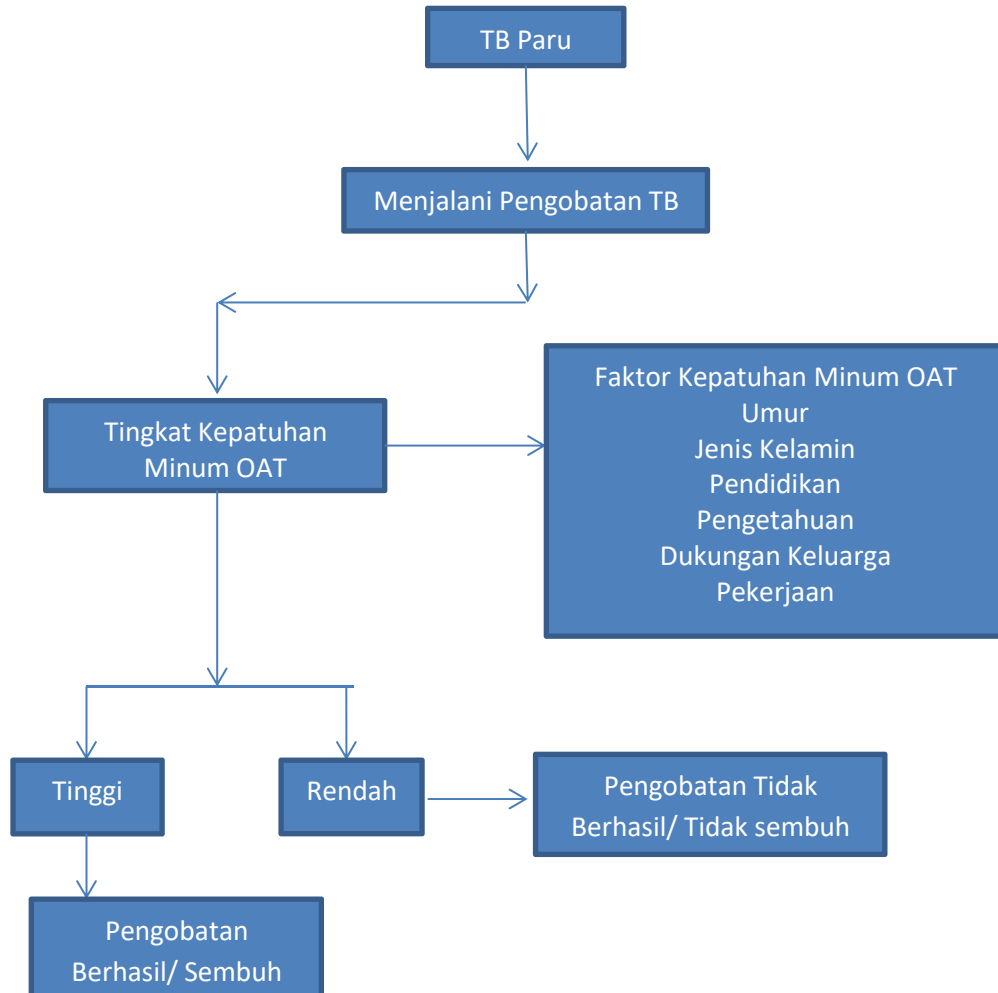 TB Paru
Menjalani Pengobatan TB
Tingkat Kepatuhan
Minum OAT
Faktor Kepatuhan Minum OAT
Umur
Jenis Kelamin
Pendidikan
Pengetahuan
Dukungan Keluarga
Pekerjaan
Tinggi
Rendah
Pengobatan Tidak
Berhasil/ Tidak sembuh
Pengobatan
Berhasil/ Sembuh